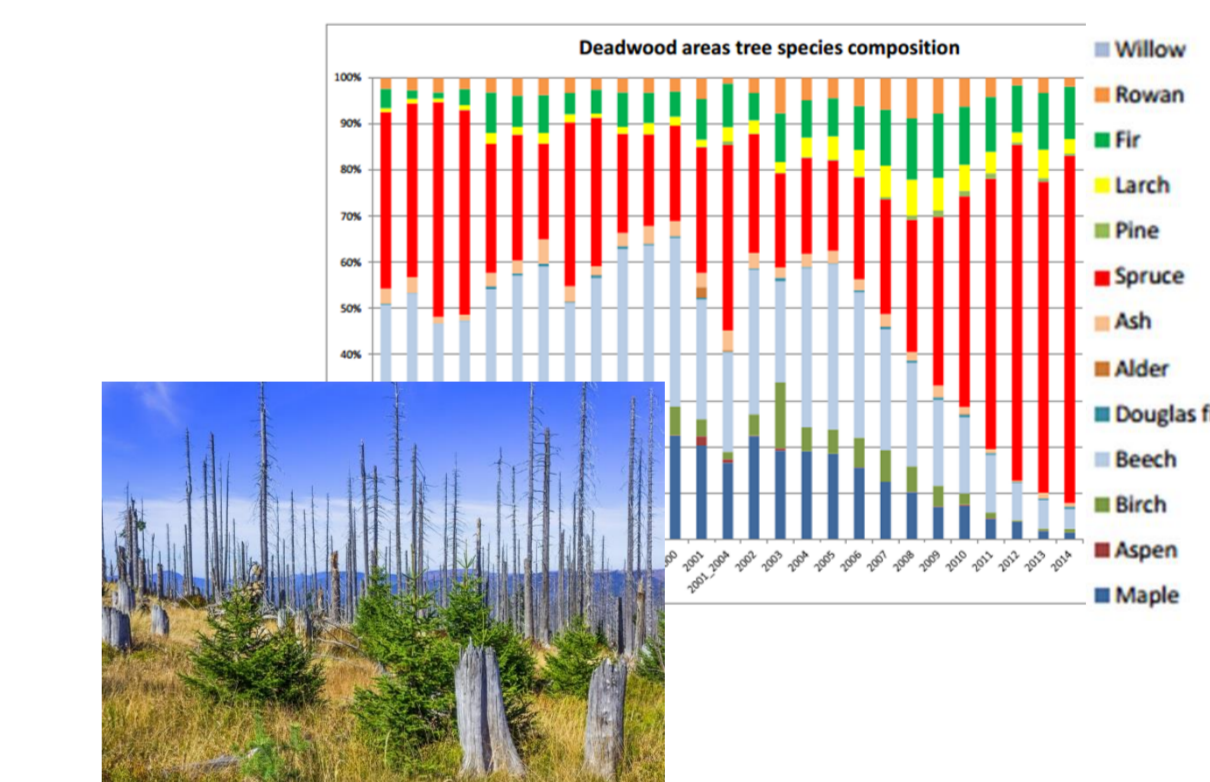 Deadwood areas tree species composition
100%
90%
80%
70%
60%
50%
40%
00
2001
2001_2004
2002
2003
2004
2005
2006
2007
2008
2009
2010
2011
2012
2013
2014
Willow
Rowan
Fir
Larch
Pine
Spruce
Ash
Alder
Douglas f
Beech
Birch
Aspen
Maple